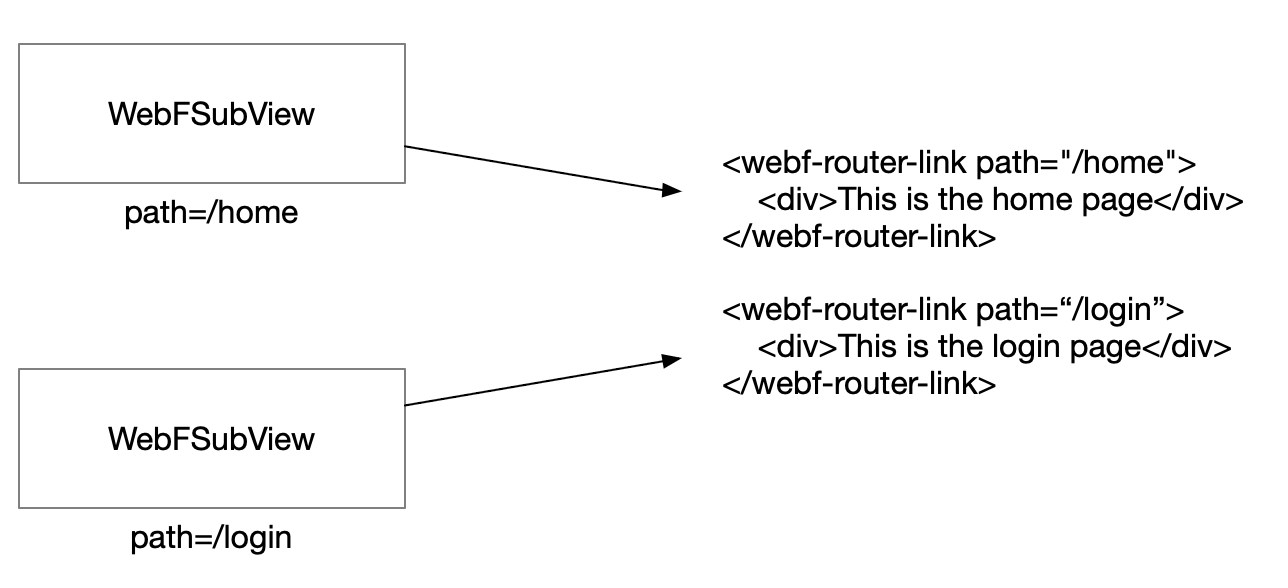 WebFSubView
path=/home
<webf-router-link path="/home">
<div>This is the home page</div>
</webf-router-link>
<webf-router-link path=“/login”>
<div>This is the login page</div>
</webf-router-link>
WebFSubView
path=/login